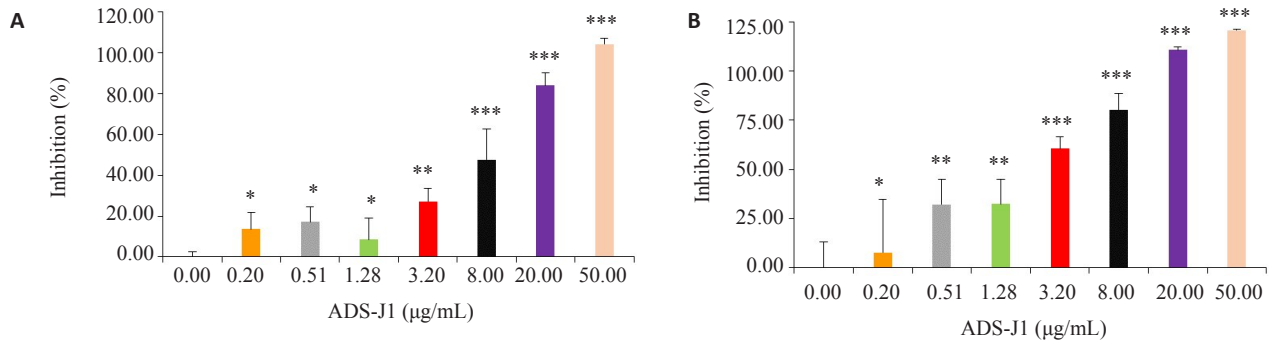 A
120.00
100.00
80.00
60.00
40.00
20.00
0.00
Inhibition (%)
* * * ** *** *** ***
0.00 0.20 0.51 1.28 3.20 8.00 20.00 50.00
ADS-J1 (μg/mL)
B
125.00
100.00
75.00
50.00
25.00
0.00
Inhibition (%)
* ** ** *** *** *** ***
0.00 0.20 0.51 1.28 3.20 8.00 20.00 50.00
ADS-J1 (μg/mL)